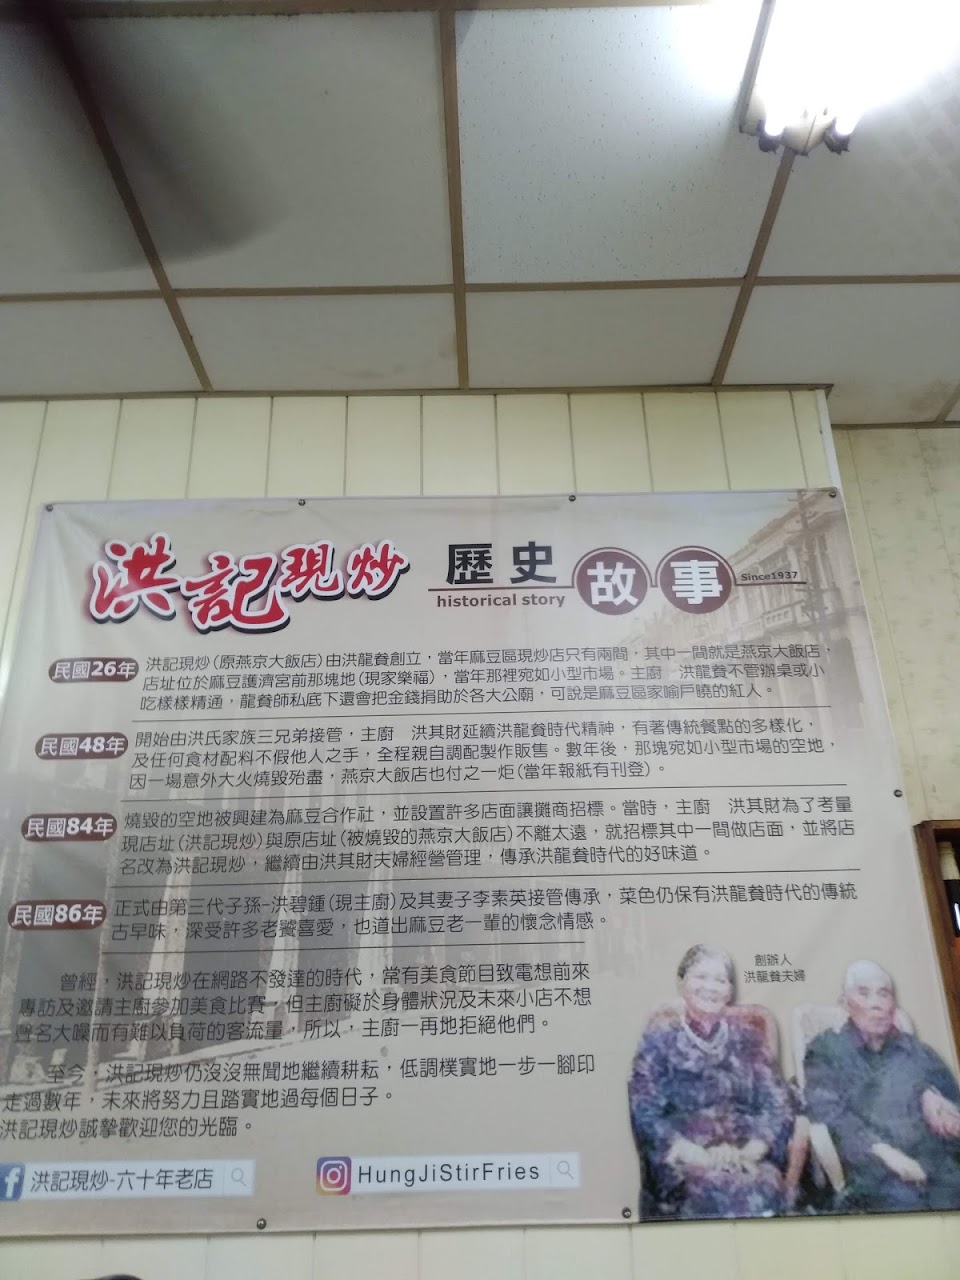 洪記現炒 歷史故事 Since1937
historical story
民國26年 洪記現炒(原燕京大飯店)由洪龍養創立，當年麻豆區現炒店只有兩間，其中一間就是燕京大飯店，
店址位於麻豆護濟宮前那塊地(現家樂福)，當年那裡宛如小型市場。主廚 洪龍養不管辦桌或小
吃樣樣精通，龍養師私底下還會把金錢捐助於各大公廟，可說是麻豆區家喻戶曉的紅人。
民國48年 開始由洪氏家族三兄弟接管，主廚 洪其財延續洪龍養時代精神，有著傳統餐點的多樣化，
及任何食材配料不假他人之手，全程親自調配製作販售。數年後，那塊宛如小型市場的空地，
因一場意外大火燒毀殆盡，燕京大飯店也付之一炬(當年報紙有刊登)。
民國84年 燒毀的空地被興建為麻豆合作社，並設置許多店面讓攤商招標。當時，主廚 洪其財為了考量
現店址(洪記現炒)與原店址(被燒毀的燕京大飯店)不離太遠，就招標其中一間做店面，並將店
名改為洪記現炒，繼續由洪其財夫婦經營管理，傳承洪龍養時代的好味道。
民國86年 正式由第三代子孫-洪碧鍾(現主廚)及其妻子李素英接管傳承，菜色仍保有洪龍養時代的傳統
古早味，深受許多老饕喜愛，也道出麻豆老一輩的懷念情感。
曾經，洪記現炒在網路不發達的時代，常有美食節目致電想前來
專訪及邀請主廚參加美食比賽，但主廚礙於身體狀況及未來小店不想
聲名大噪而有難以負荷的客流量，所以，主廚一再地拒絕他們。
至今，洪記現炒仍沒沒無聞地繼續耕耘，低調樸實地一步一腳印
走過數年，未來將努力且踏實地過每個日子。
洪記現炒誠摯歡迎您的光臨。
創辦人
洪龍養夫婦
f 洪記現炒-六十年老店
HungJiStirFries